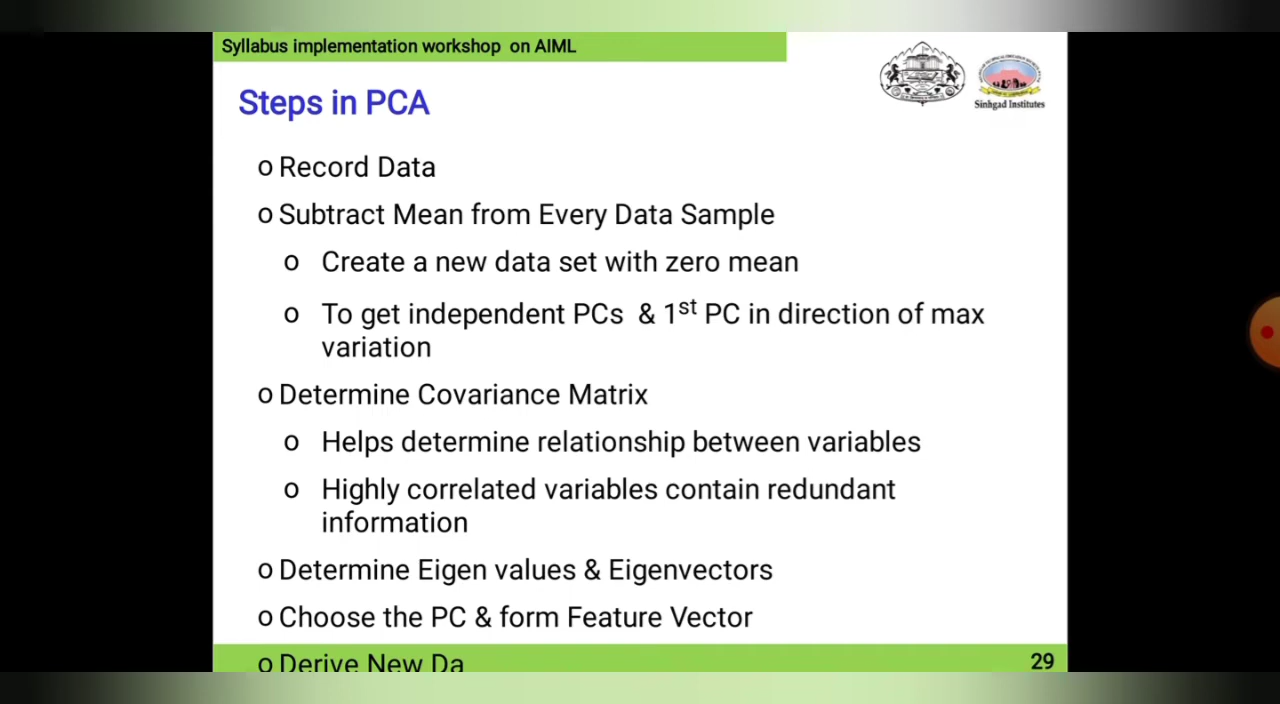 Syllabus implementation workshop on AIML
Sinhgad Institutes
Steps in PCA
o Record Data
o Subtract Mean from Every Data Sample
o Create a new data set with zero mean
o To get independent PCs & 1st PC in direction of max
variation
o Determine Covariance Matrix
o Helps determine relationship between variables
o Highly correlated variables contain redundant
information
o Determine Eigen values & Eigenvectors
o Choose the PC & form Feature Vector
o Derive New Da
29